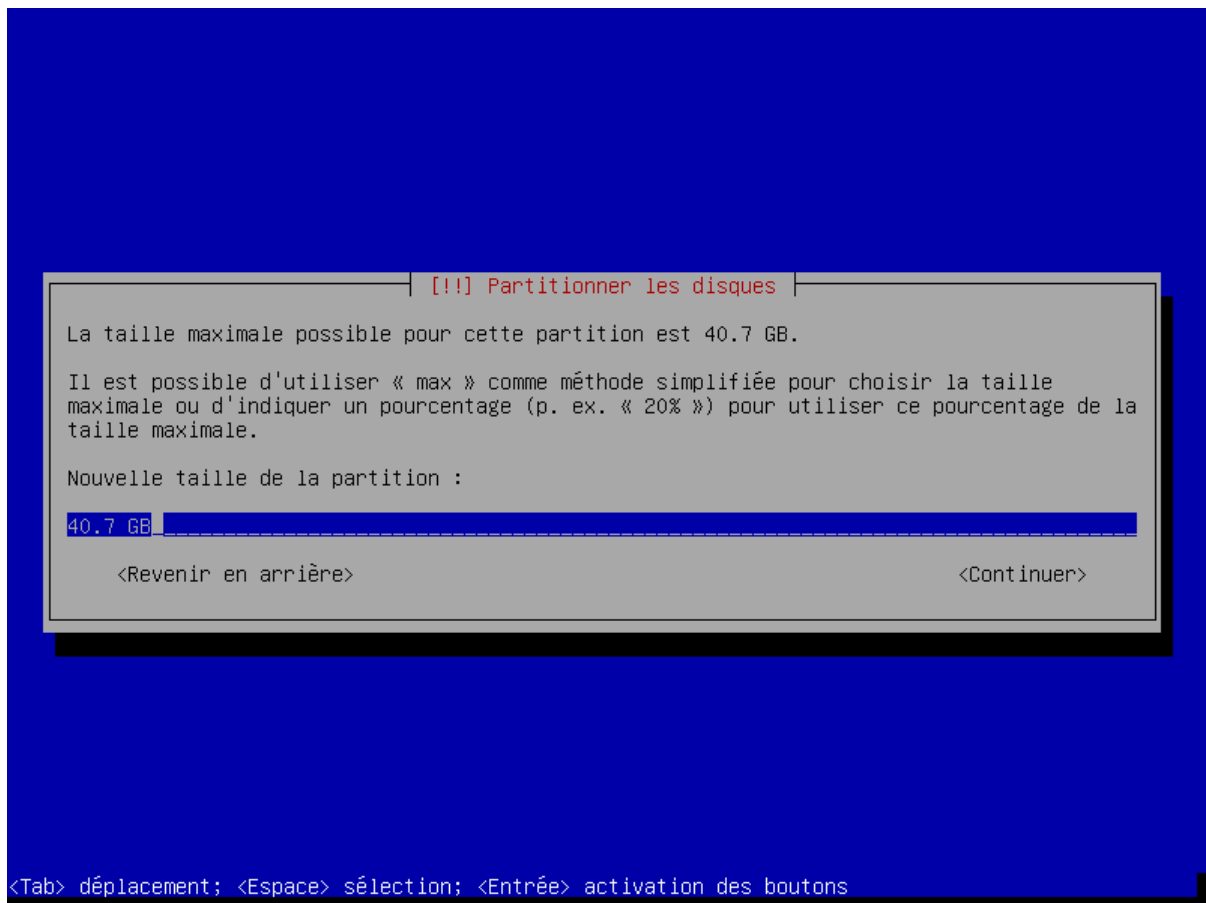 [!!] Partitionner les disques
La taille maximale possible pour cette partition est 40.7 GB.
Il est possible d'utiliser « max » comme méthode simplifiée pour choisir la taille
maximale ou d'indiquer un pourcentage (p. ex. « 20% ») pour utiliser ce pourcentage de la
taille maximale.
Nouvelle taille de la partition :
40.7 GB
<Revenir en arrière> <Continuer>
<Tab> déplacement; <Espace> sélection; <Entrée> activation des boutons